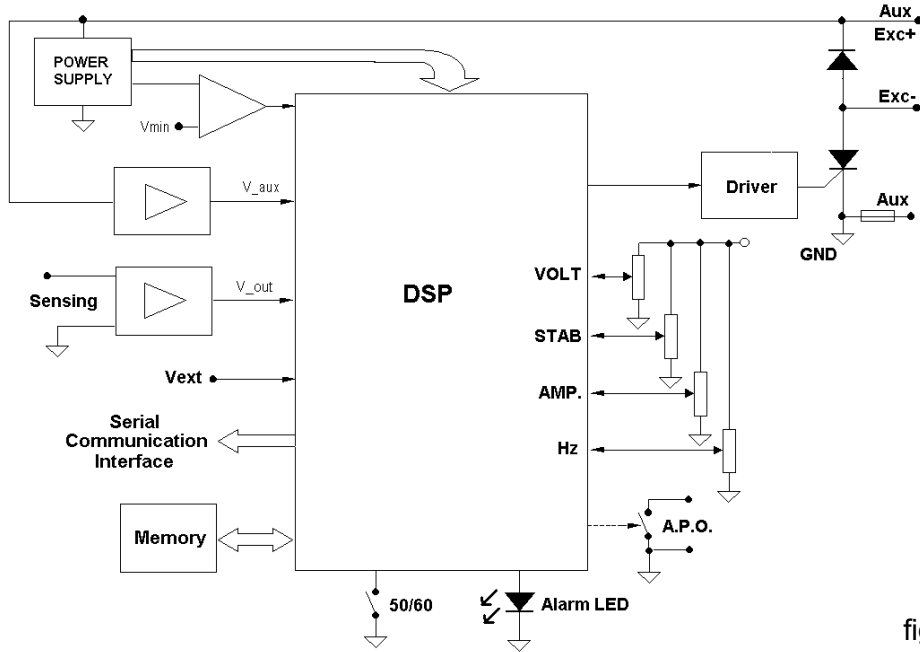 Aux
Exc+
POWER
SUPPLY
Exc-
Vmin
V_aux
Driver
Aux
GND
V_out
VOLT
DSP
Sensing
STAB
Vext
AMP.
Serial
Communication
Interface
Hz
A.P.O.
Memory
50/60
Alarm LED